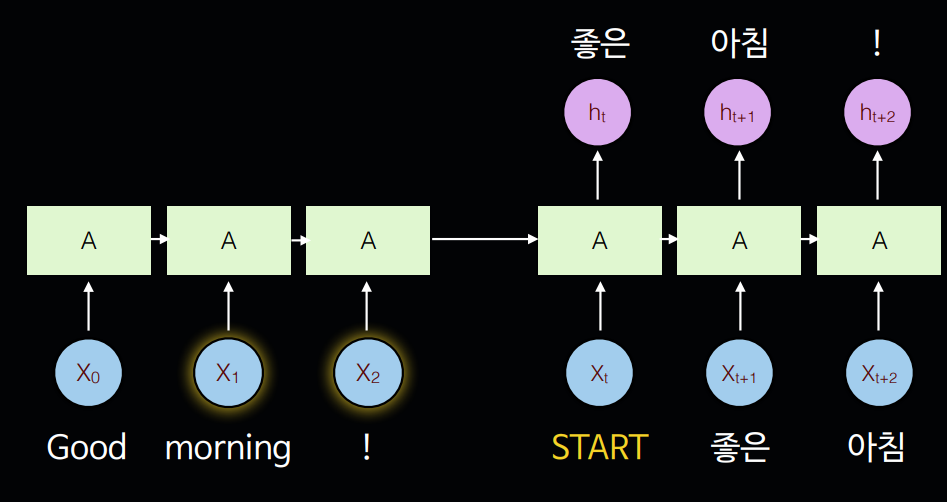 좋은 아침 !
ht ht+1 ht+2
A A A A A A
X0 X1 X2 Xt Xt+1 Xt+2
Good morning ! START 좋은 아침